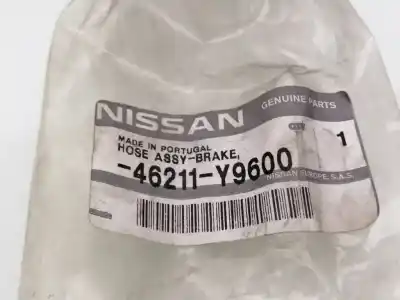 NISSAN
GENUINE PARTS
MADE IN PORTUGAL
HOSE ASSY-BRAKE,
1
-46211-Y9600
NISSAN EUROPE S.A.S.